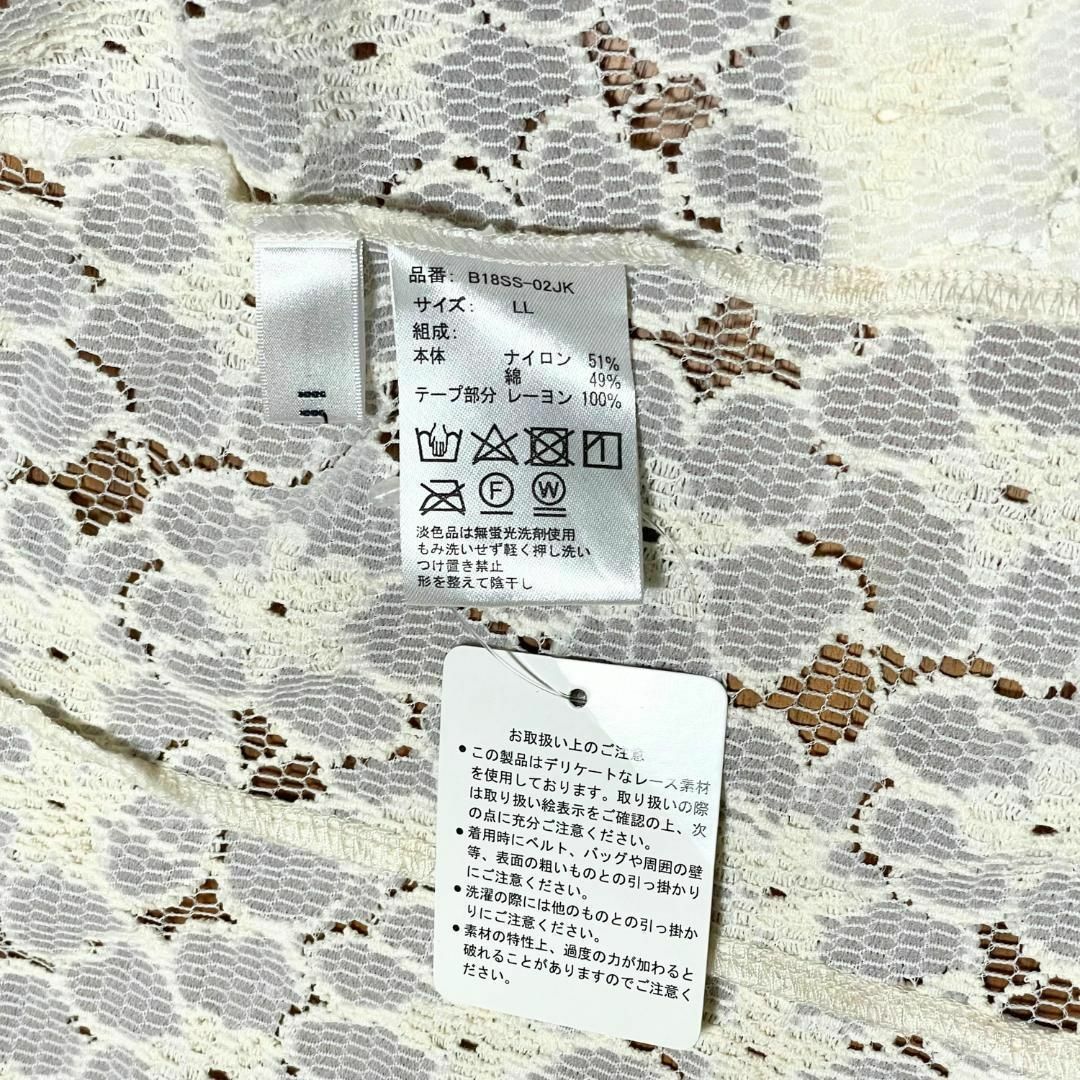 品番: B18SS-02JK
サイズ: LL
組成:
本体 ナイロン 51%
綿 49%
テープ部分 レーヨン 100%
F W
淡色品は無蛍光洗剤使用
もみ洗いせず軽く押し洗い
つけ置き禁止
形を整えて陰干し
お取扱い上のご注意
●この製品はデリケートなレース素材
を使用しております。取り扱いの際
は取り扱い絵表示をご確認の上、次
の点に充分ご注意ください。
●着用時にベルト、バッグや周囲の壁
等、表面の粗いものとの引っ掛かり
にご注意ください。
●洗濯の際には他のものとの引っ掛か
りにご注意ください。
●素材の特性上、過度の力が加わると
破れることがありますのでご注意く
ださい。